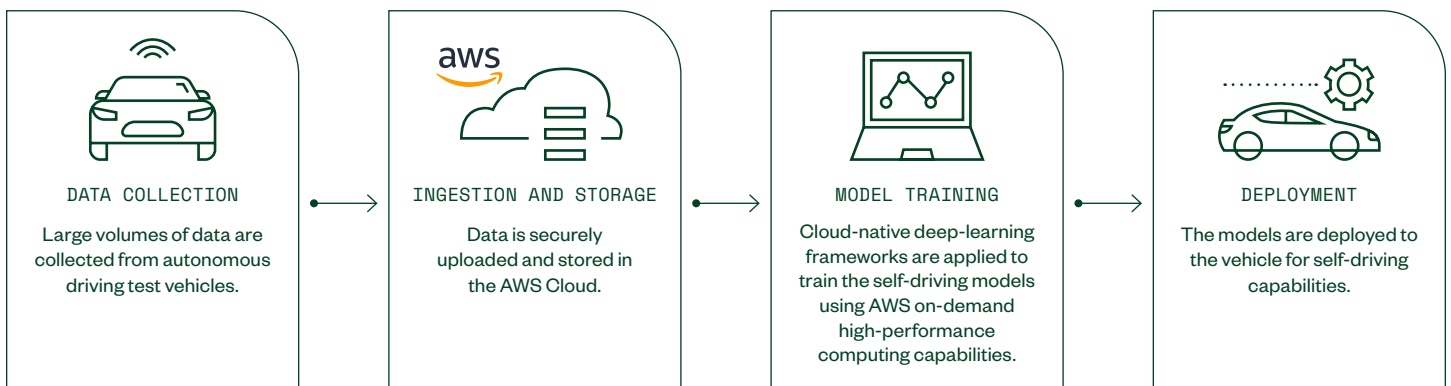 aws
DATA COLLECTION
Large volumes of data are
collected from autonomous
driving test vehicles.
INGESTION AND STORAGE
Data is securely
uploaded and stored in
the AWS Cloud.
MODEL TRAINING
Cloud-native deep-learning
frameworks are applied to
train the self-driving models
using AWS on-demand
high-performance
computing capabilities.
DEPLOYMENT
The models are deployed to
the vehicle for self-driving
capabilities.